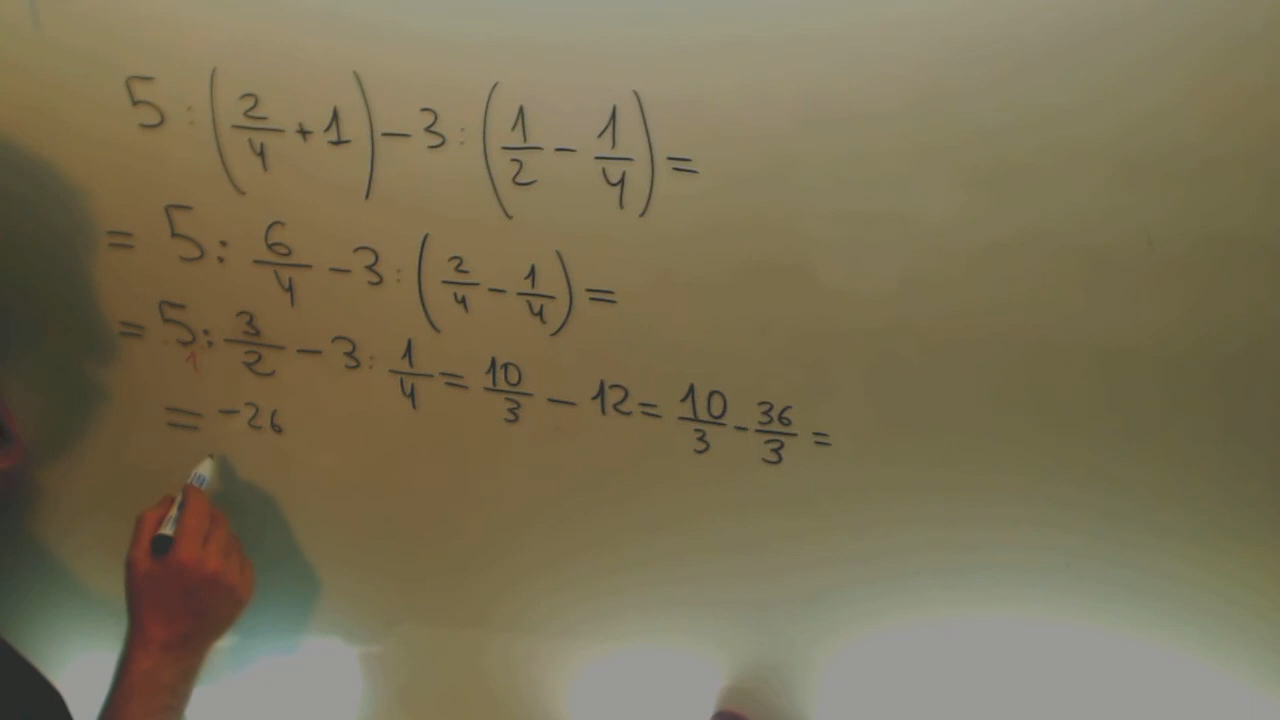 5 : (2/4 + 1) − 3 : (1/2 − 1/4) =
= 5 : 6/4 − 3 : (2/4 − 1/4) =
= 5 : 3/2 − 3 : 1/4 = 10/3 − 12 = 10/3 − 36/3 =
= −26